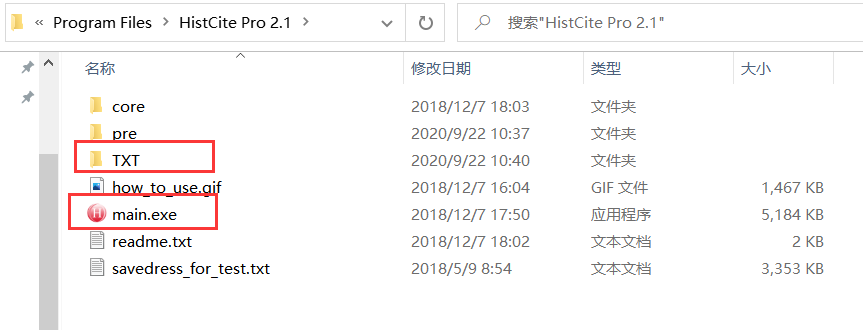 « Program Files > HistCite Pro 2.1 >
搜索"HistCite Pro 2.1"
名称 修改日期 类型 大小
core 2018/12/7 18:03 文件夹
pre 2020/9/22 10:37 文件夹
TXT 2020/9/22 10:40 文件夹
how_to_use.gif 2018/12/7 16:04 GIF 文件 1,467 KB
main.exe 2018/12/7 17:50 应用程序 5,184 KB
readme.txt 2018/12/7 18:02 文本文档 2 KB
savedress_for_test.txt 2018/5/9 8:54 文本文档 3,353 KB